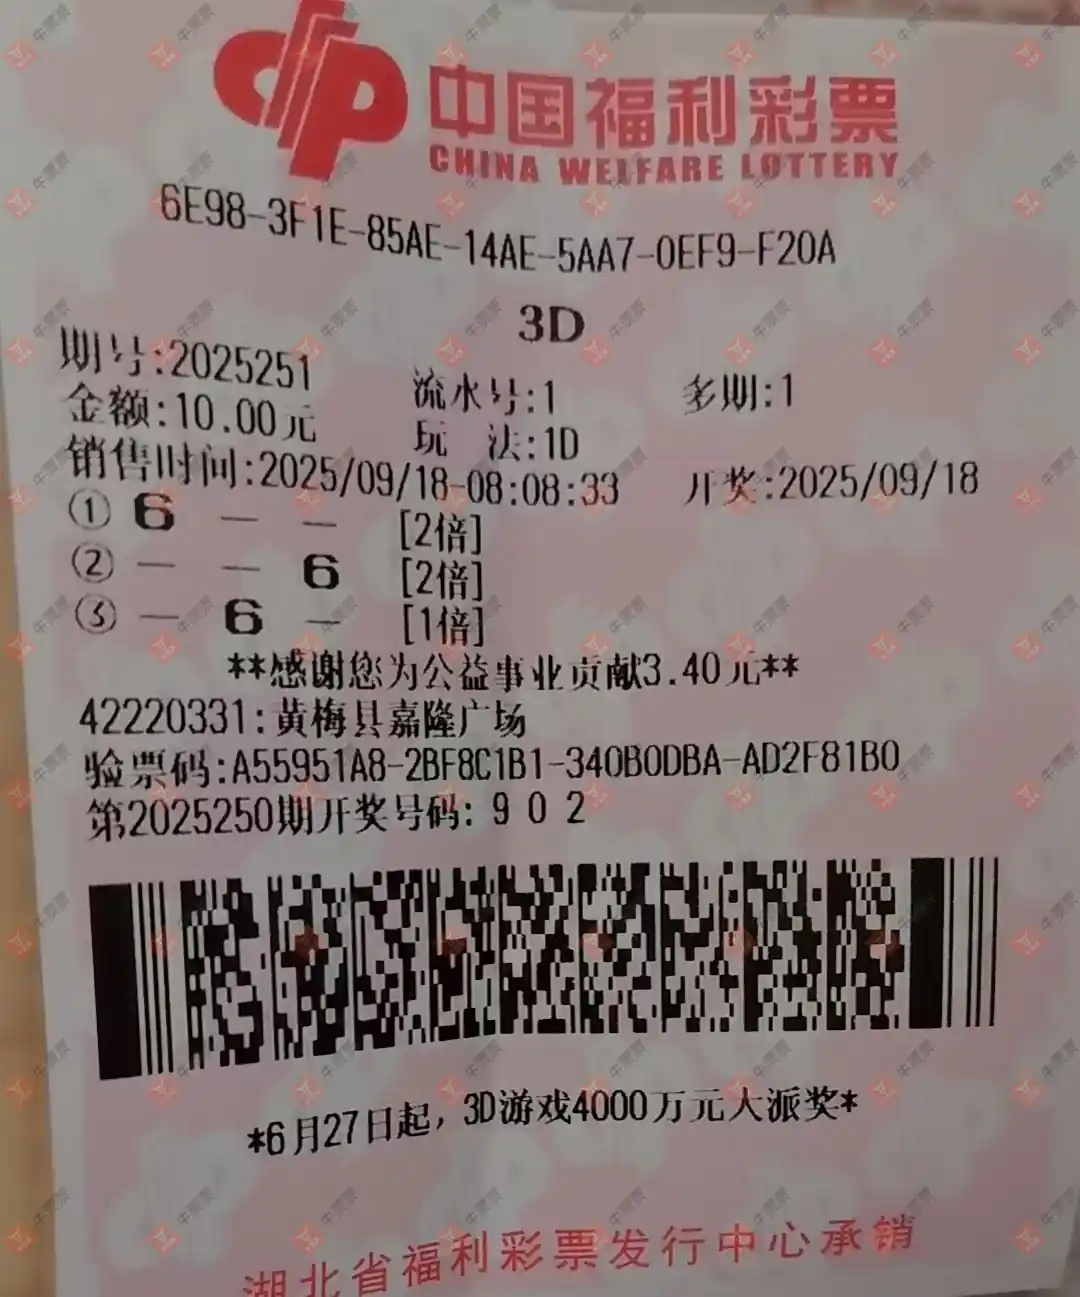 中国福利彩票
CHINA WELFARE LOTTERY
6E98-3F1E-85AE-14AE-5AA7-0EF9-F20A
3D
期号:2025251 流水号:1 多期:1
金额:10.00元 玩 法:1D
销售时间:2025/09/18-08:08:33 开奖:2025/09/18
① 6 — — [2倍]
② — — 6 [2倍]
③ — 6 — [1倍]
**感谢您为公益事业贡献3.40元**
42220331:黄梅县嘉隆广场
验票码:A55951A8-2BF8C1B1-340B0DBA-AD2F81B0
第2025250期开奖号码: 9 0 2
*6月27日起, 3D游戏4000万元大派奖*
湖北省福利彩票发行中心承销